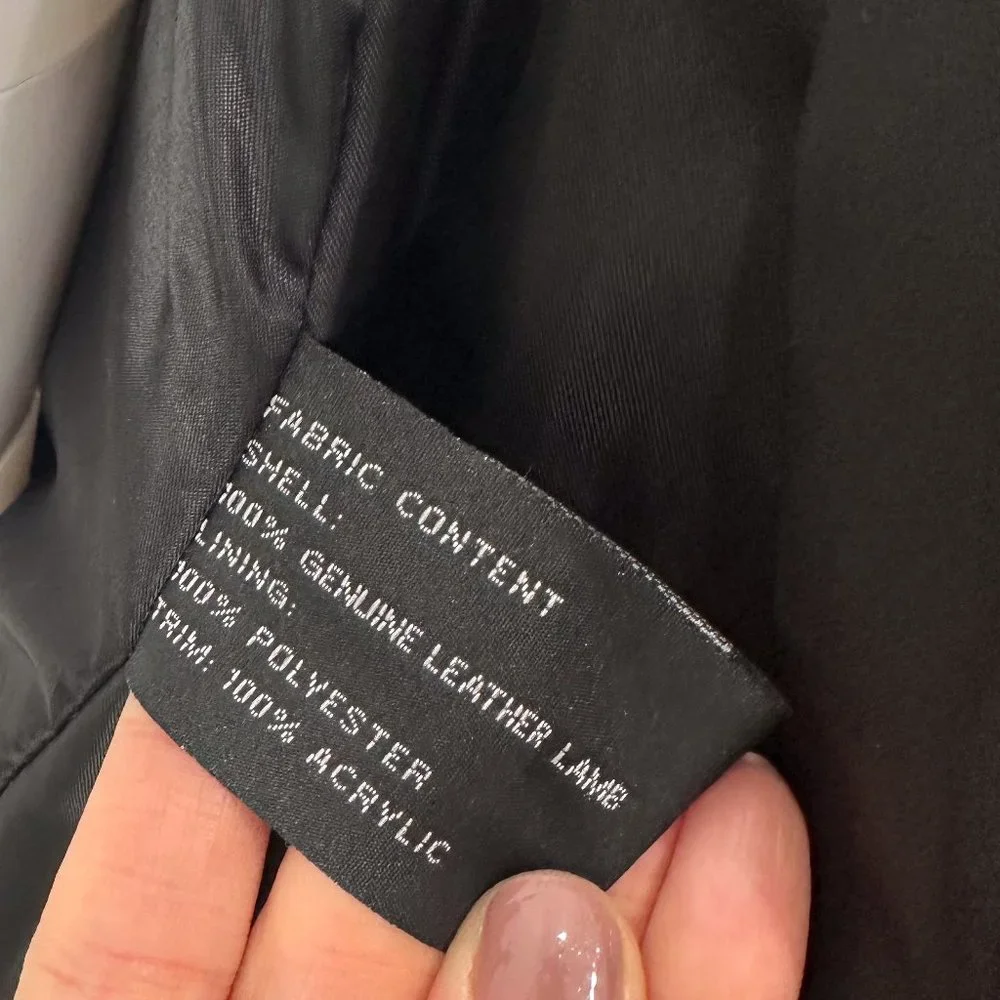 FABRIC CONTENT
SHELL:
100% GENUINE LEATHER LAMB
LINING:
100% POLYESTER
TRIM: 100% ACRYLIC